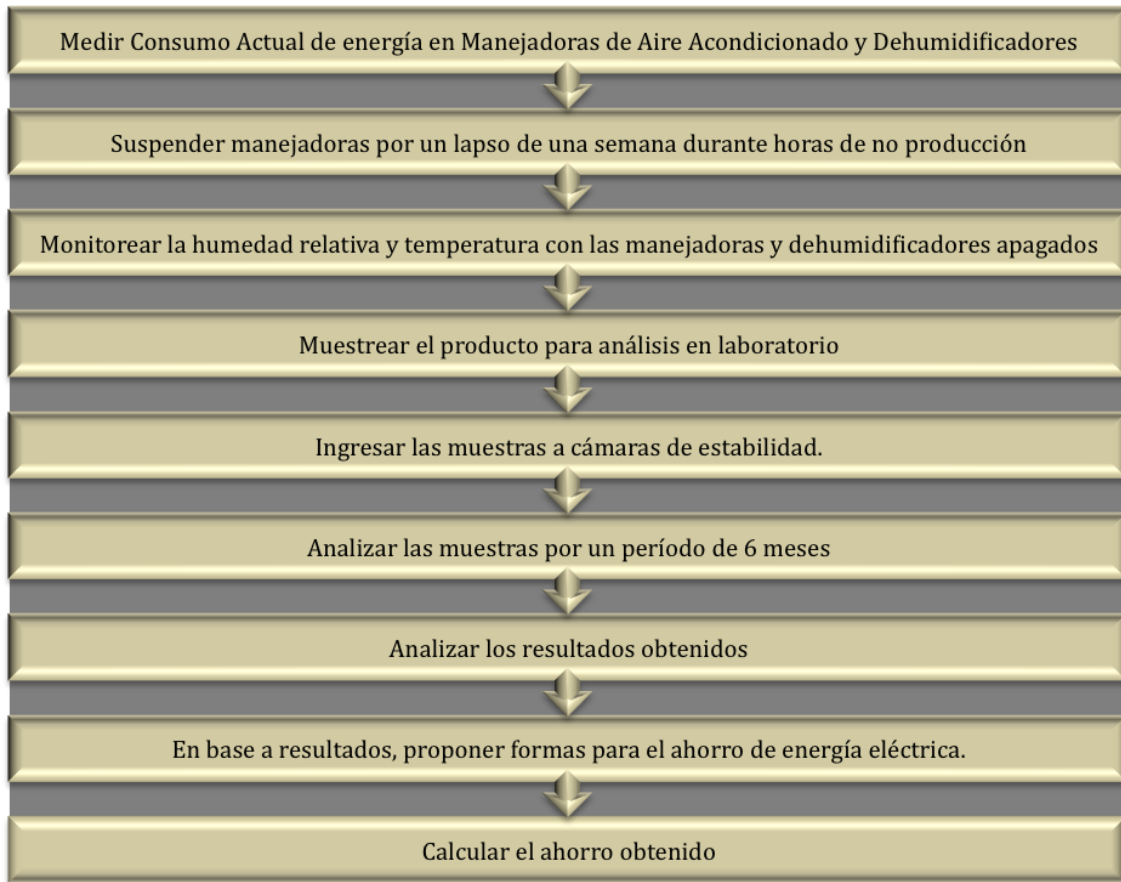 Medir Consumo Actual de energía en Manejadoras de Aire Acondicionado y Dehumidificadores
Suspender manejadoras por un lapso de una semana durante horas de no producción
Monitorear la humedad relativa y temperatura con las manejadoras y dehumidificadores apagados
Muestrear el producto para análisis en laboratorio
Ingresar las muestras a cámaras de estabilidad.
Analizar las muestras por un período de 6 meses
Analizar los resultados obtenidos
En base a resultados, proponer formas para el ahorro de energía eléctrica.
Calcular el ahorro obtenido